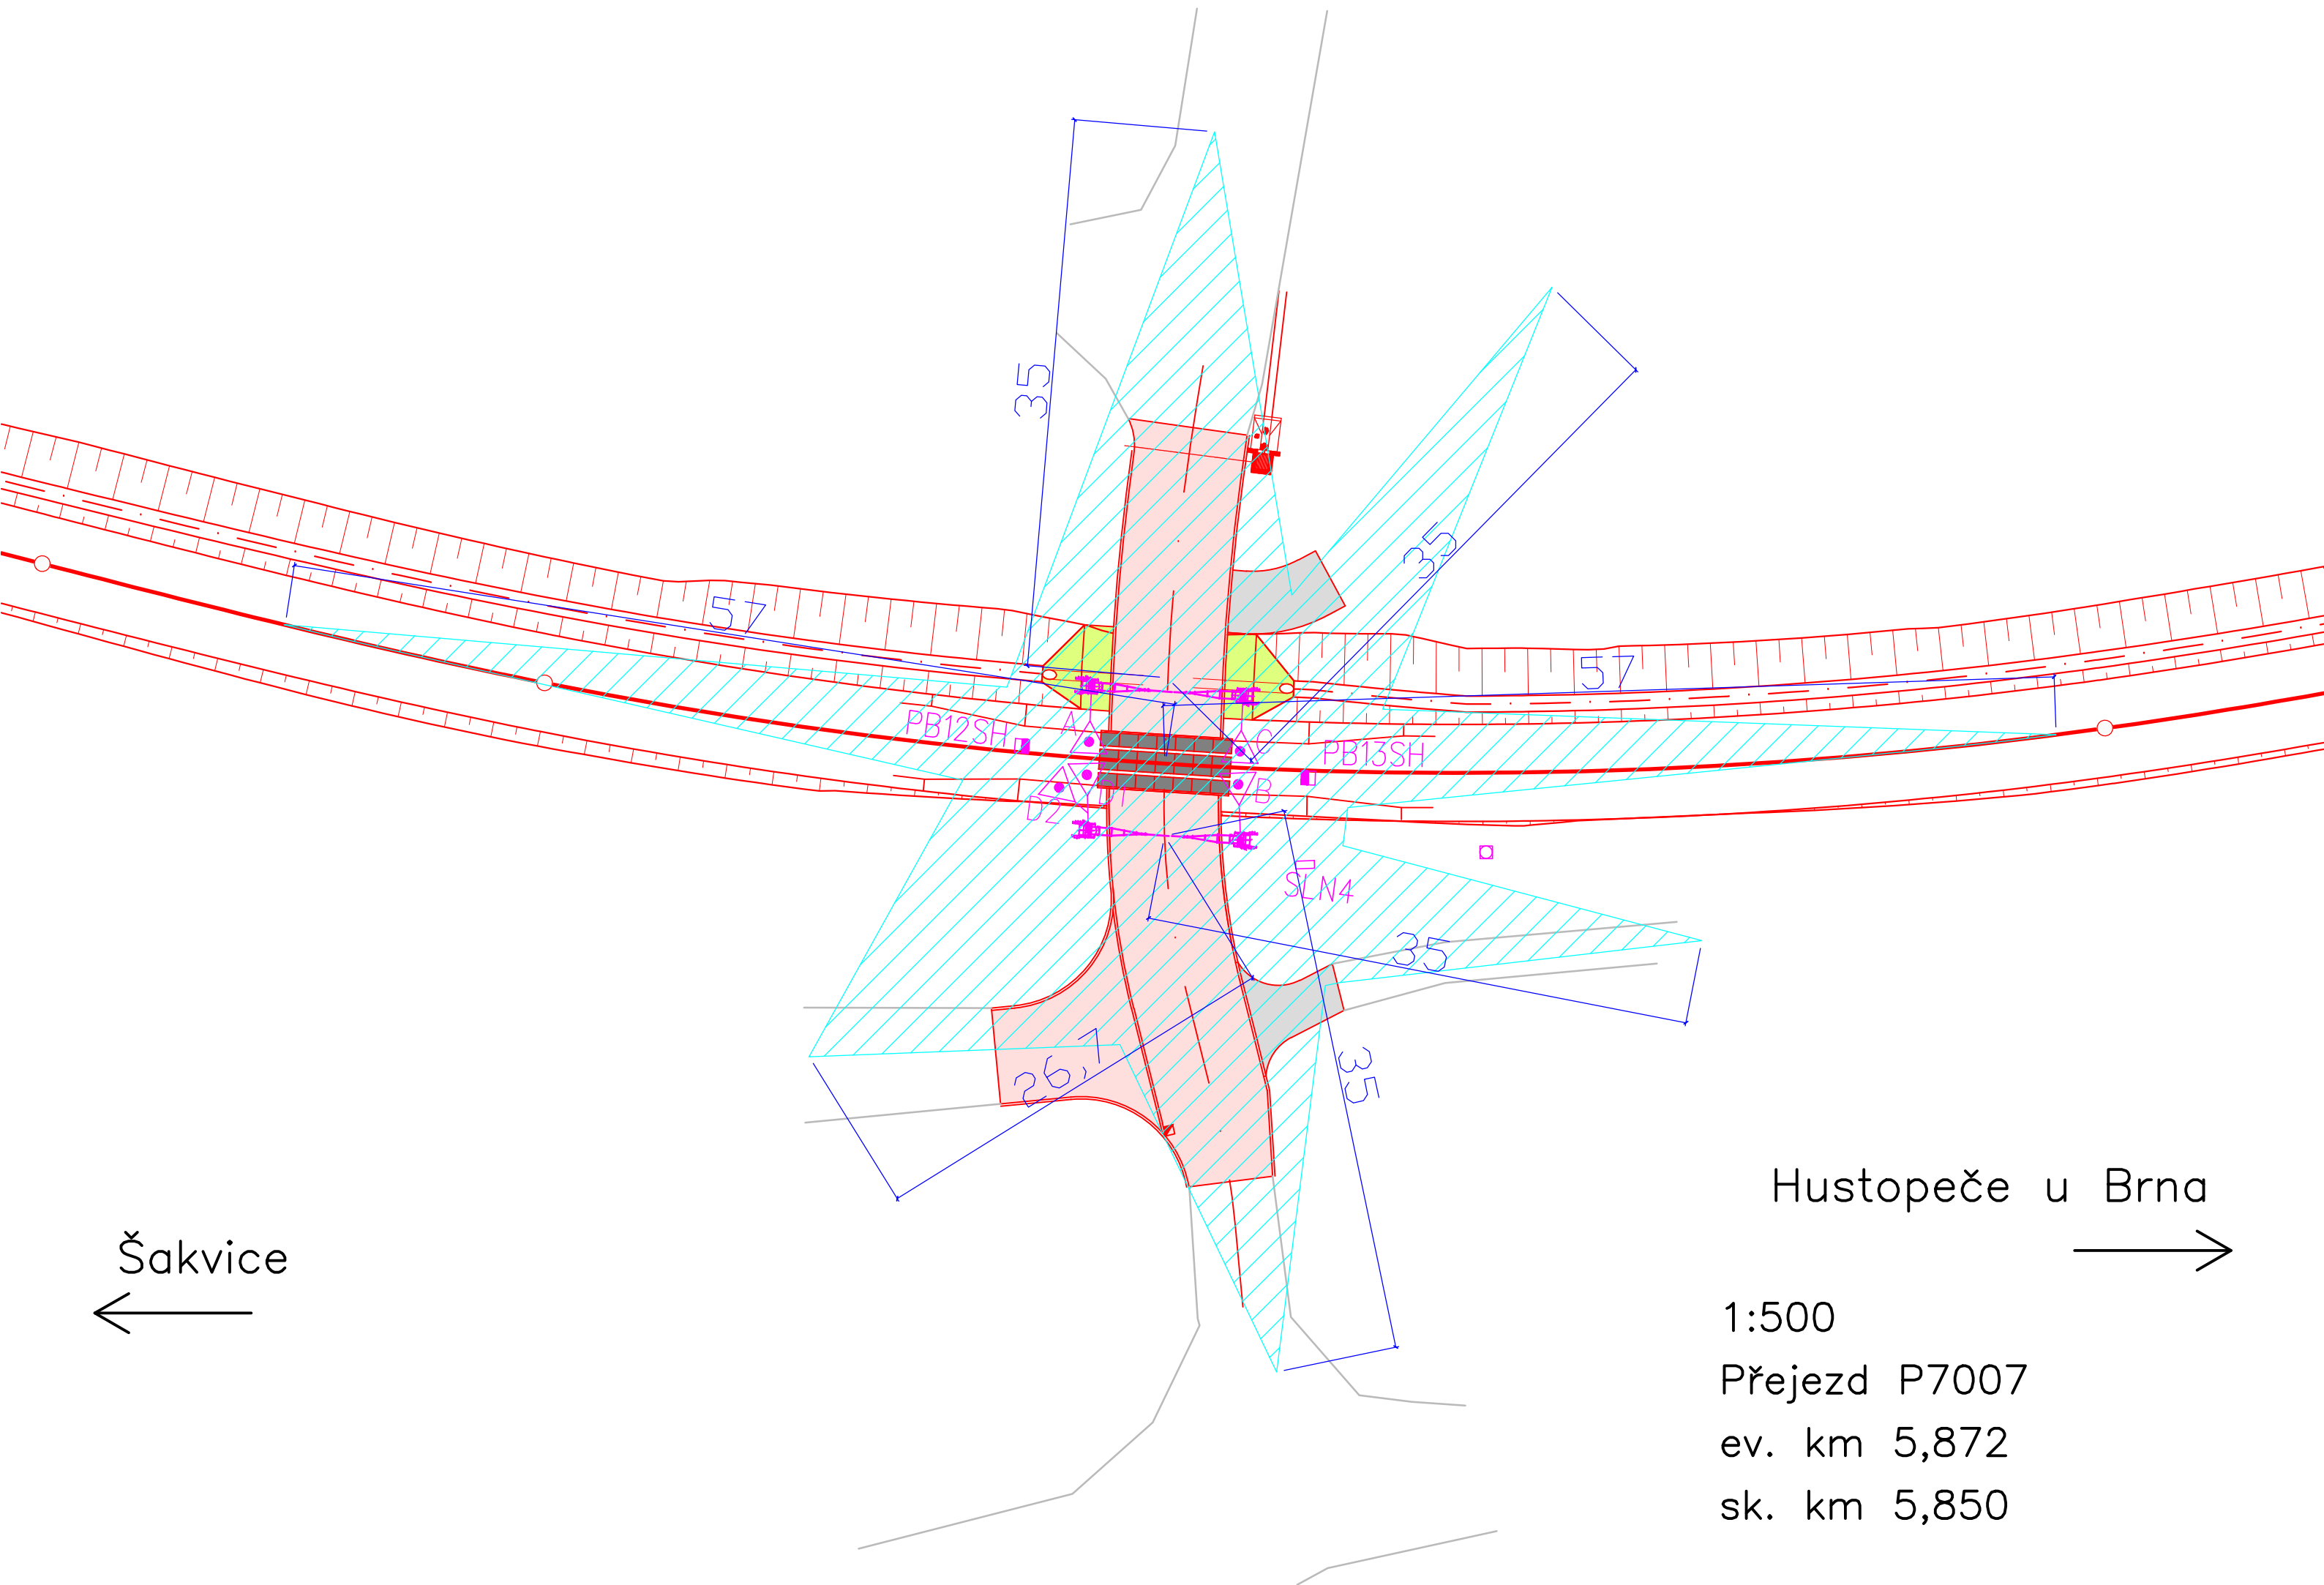 35
35
57
57
PB12SH
A
C
PB13SH
D2
D1
B
SLN4
35
26,7
35
Hustopeče u Brna
Šakvice
1:500
Přejezd P7007
ev. km 5,872
sk. km 5,850